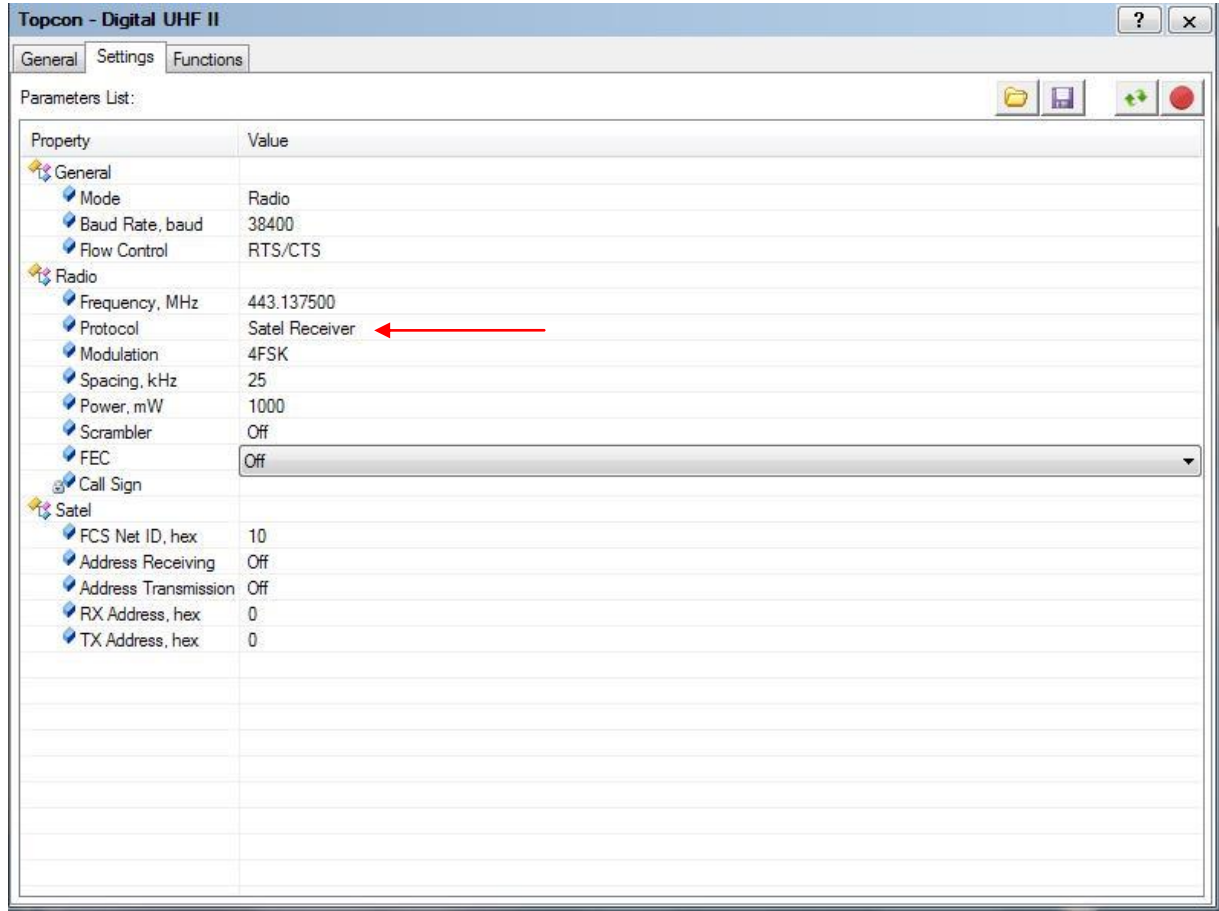 Topcon - Digital UHF II
?
x
General Settings Functions
Parameters List:
Property Value
General
Mode Radio
Baud Rate, baud 38400
Flow Control RTS/CTS
Radio
Frequency, MHz 443.137500
Protocol Satel Receiver
Modulation 4FSK
Spacing, kHz 25
Power, mW 1000
Scrambler Off
FEC Off
Call Sign
Satel
FCS Net ID, hex 10
Address Receiving Off
Address Transmission Off
RX Address, hex 0
TX Address, hex 0